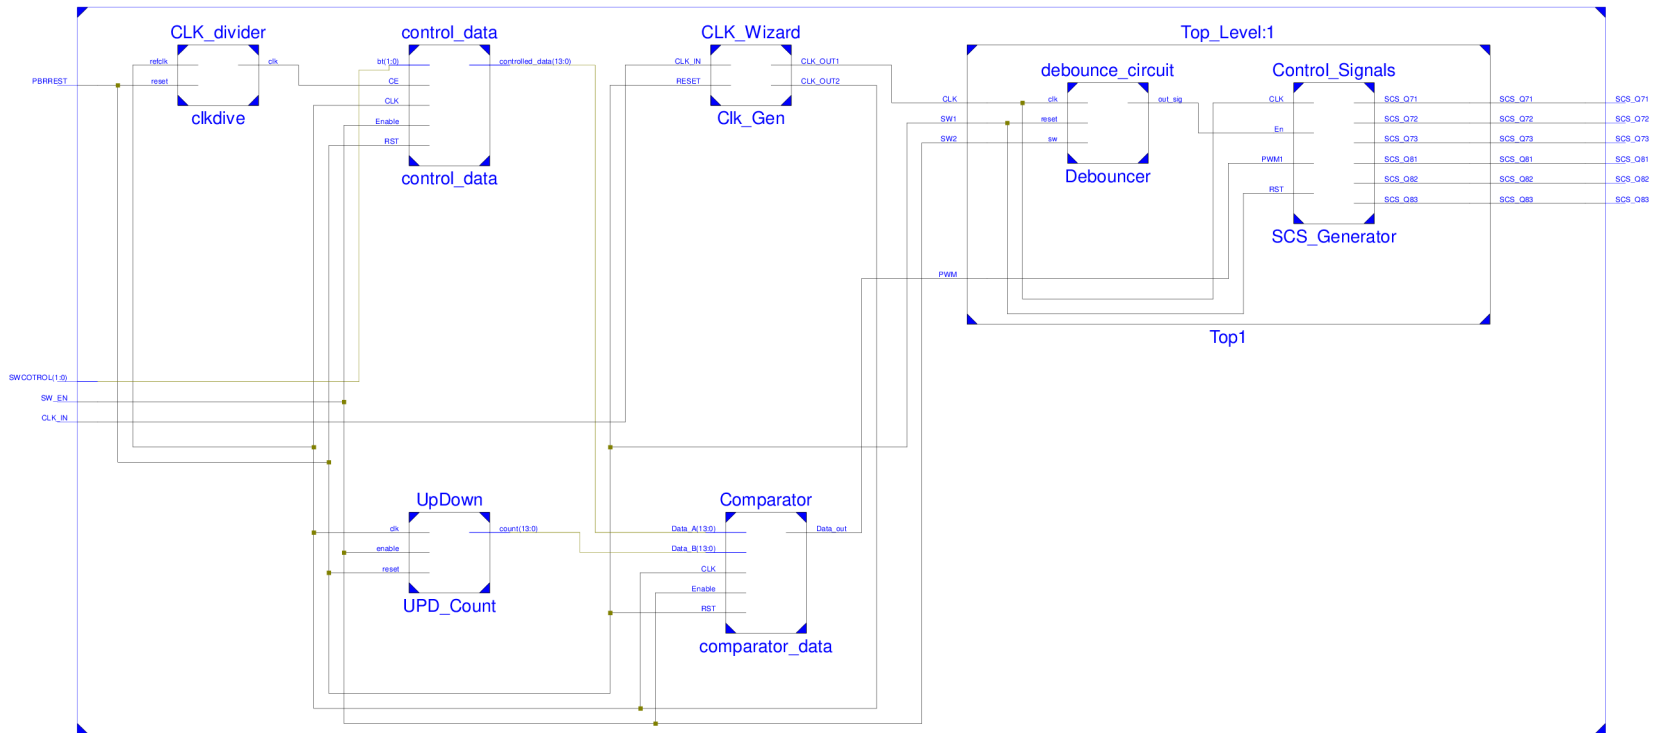 CLK_divider
control_data
CLK_Wizard
Top_Level:1
refclk
clk
reset
clkdive
PBRREST
bt(1:0)
controlled_data(13:0)
CE
CLK
Enable
RST
control_data
CLK_IN
CLK_OUT1
RESET
CLK_OUT2
Clk_Gen
debounce_circuit
Control_Signals
CLK
clk
out_sig
SW1
reset
SW2
sw
Debouncer
CLK
En
PWM1
RST
SCS_Generator
SCS_Q71 SCS_Q71 SCS_Q71
SCS_Q72 SCS_Q72 SCS_Q72
SCS_Q73 SCS_Q73 SCS_Q73
SCS_Q81 SCS_Q81 SCS_Q81
SCS_Q82 SCS_Q82 SCS_Q82
SCS_Q83 SCS_Q83 SCS_Q83
PWM
Top1
SWCOTROL(1:0)
SW_EN
CLK_IN
UpDown
clk
count(13:0)
enable
reset
UPD_Count
Comparator
Data_A(13:0)
Data_out
Data_B(13:0)
CLK
Enable
RST
comparator_data